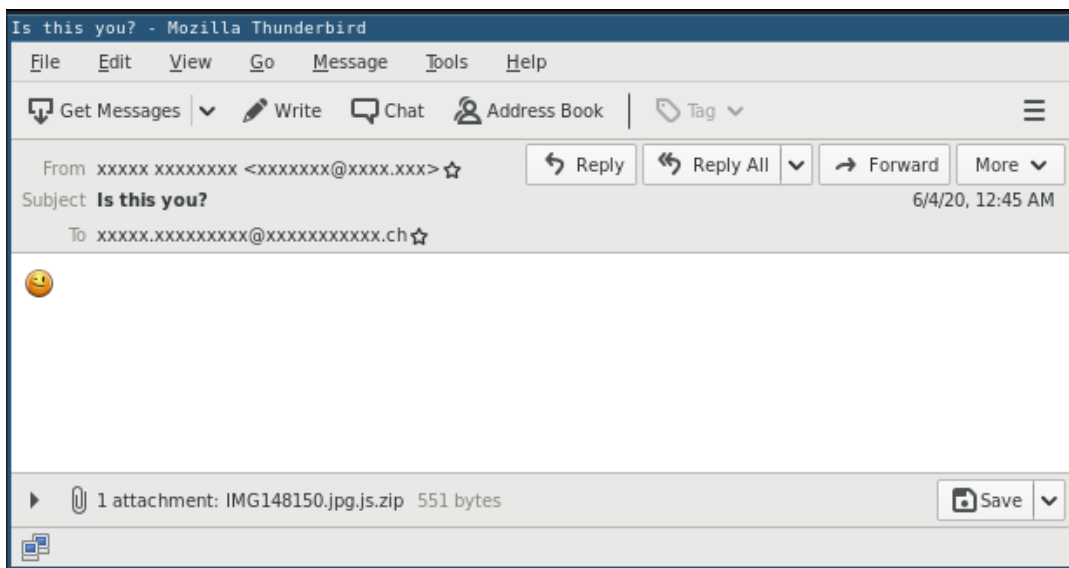 Is this you? - Mozilla Thunderbird
File Edit View Go Message Tools Help
Get Messages Write Chat Address Book Tag
From xxxxx xxxxxxxx <xxxxxxx@xxxx.xxx> Reply Reply All Forward More
Subject Is this you? 6/4/20, 12:45 AM
To xxxxx.xxxxxxxxx@xxxxxxxxxxx.ch
1 attachment: IMG148150.jpg.js.zip 551 bytes Save